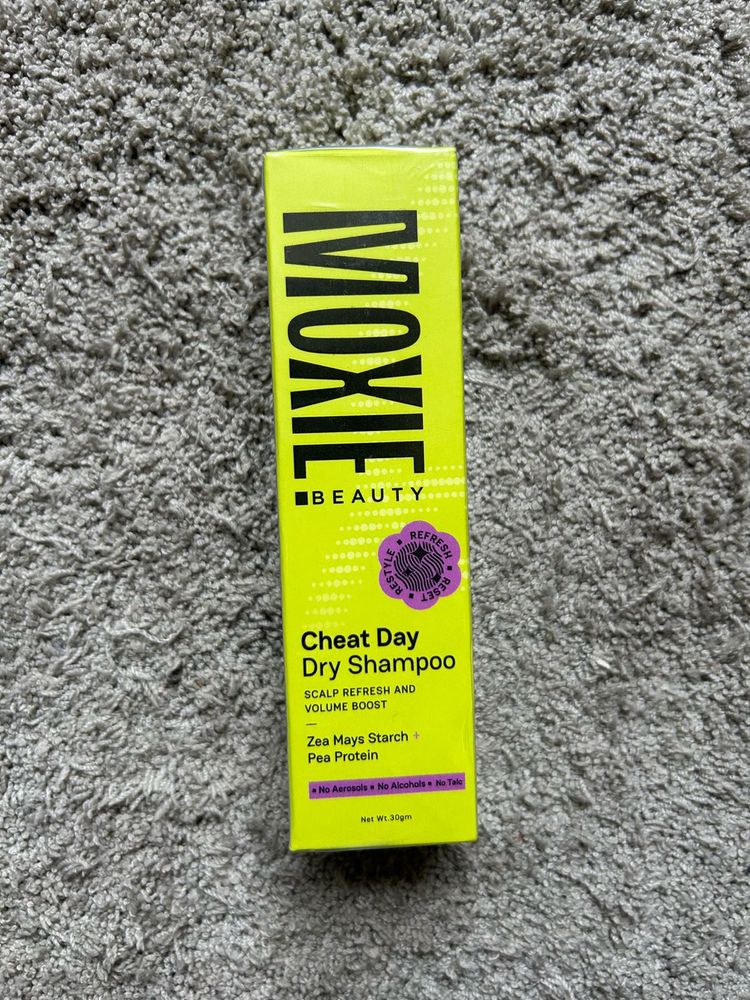 MOXIE
BEAUTY
REFRESH ▪ RESET ▪ RESTYLE ▪
Cheat Day
Dry Shampoo
SCALP REFRESH AND
VOLUME BOOST
Zea Mays Starch +
Pea Protein
▪ No Aerosols ▪ No Alcohols ▪ No Talc
Net Wt.30gm